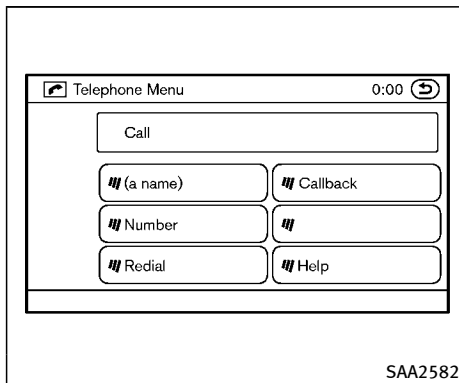 Telephone Menu 0:00
Call
(a name) Callback
Number
Redial Help
SAA2582